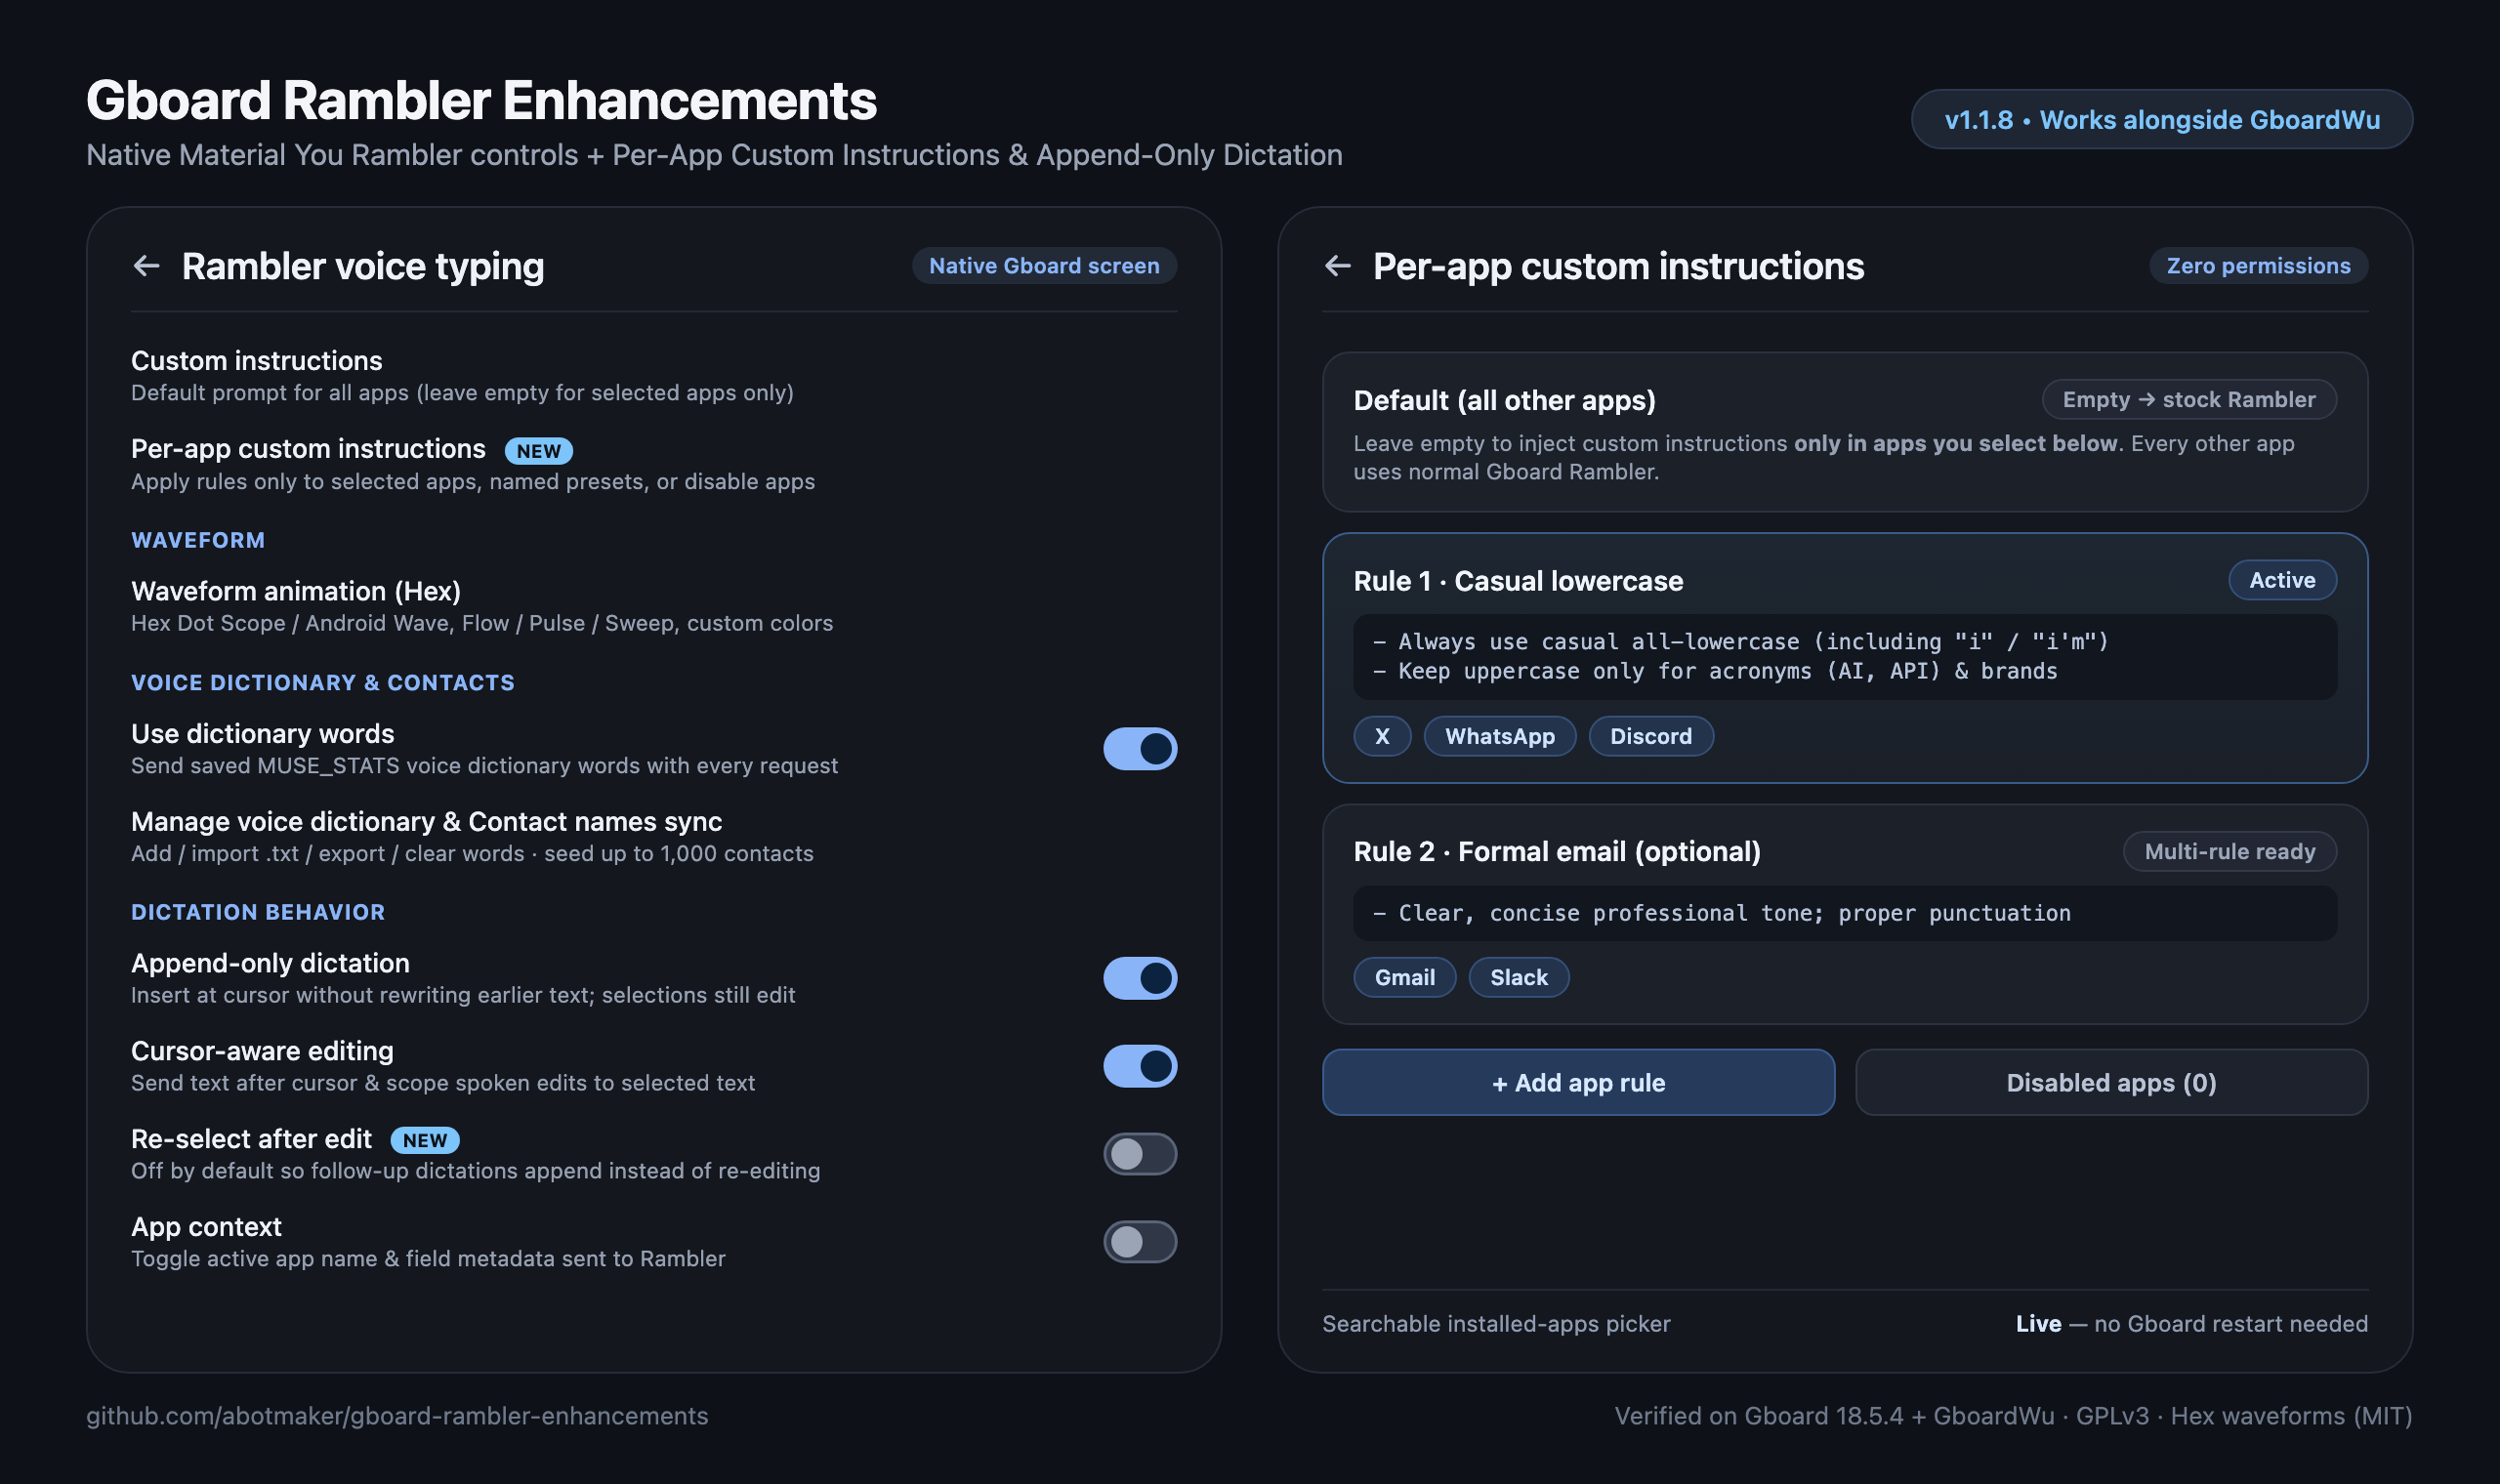 Gboard Rambler Enhancements
Native Material You Rambler controls + Per-App Custom Instructions & Append-Only Dictation
v1.1.8 • Works alongside GboardWu
← Rambler voice typing
Native Gboard screen
Custom instructions
Default prompt for all apps (leave empty for selected apps only)
Per-app custom instructions NEW
Apply rules only to selected apps, named presets, or disable apps
WAVEFORM
Waveform animation (Hex)
Hex Dot Scope / Android Wave, Flow / Pulse / Sweep, custom colors
VOICE DICTIONARY & CONTACTS
Use dictionary words
Send saved MUSE_STATS voice dictionary words with every request
Manage voice dictionary & Contact names sync
Add / import .txt / export / clear words · seed up to 1,000 contacts
DICTATION BEHAVIOR
Append-only dictation
Insert at cursor without rewriting earlier text; selections still edit
Cursor-aware editing
Send text after cursor & scope spoken edits to selected text
Re-select after edit NEW
Off by default so follow-up dictations append instead of re-editing
App context
Toggle active app name & field metadata sent to Rambler
← Per-app custom instructions
Zero permissions
Default (all other apps)
Empty → stock Rambler
Leave empty to inject custom instructions only in apps you select below. Every other app
uses normal Gboard Rambler.
Rule 1 · Casual lowercase
Active
– Always use casual all-lowercase (including "i" / "i'm")
– Keep uppercase only for acronyms (AI, API) & brands
X WhatsApp Discord
Rule 2 · Formal email (optional)
Multi-rule ready
– Clear, concise professional tone; proper punctuation
Gmail Slack
+ Add app rule
Disabled apps (0)
Searchable installed-apps picker
Live — no Gboard restart needed
github.com/abotmaker/gboard-rambler-enhancements
Verified on Gboard 18.5.4 + GboardWu · GPLv3 · Hex waveforms (MIT)